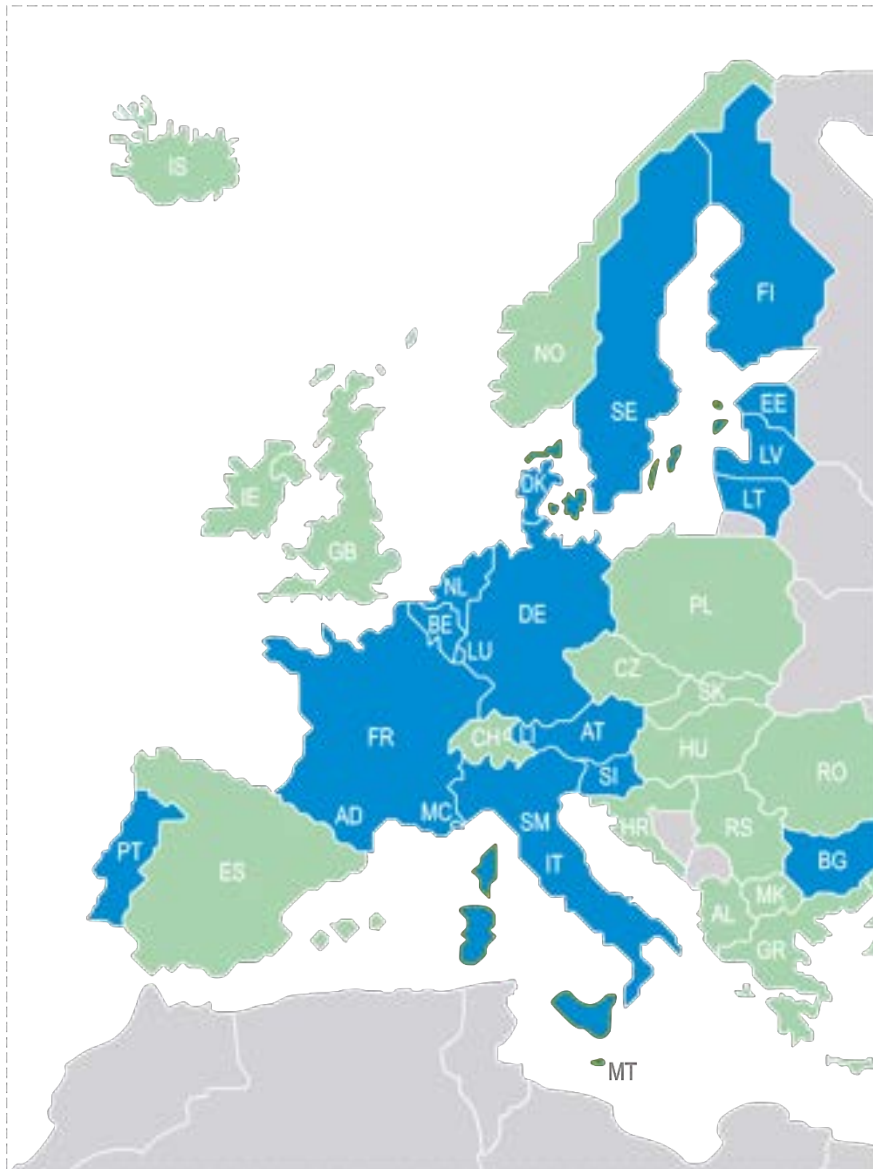 IS
FI
NO
SE
EE
LV
DK
LT
IE
GB
NL
DE
PL
BE
LU
CZ
SK
FR
CH
LI
AT
HU
RO
SI
AD
MC
SM
HR
RS
PT
IT
BG
ES
MK
AL
GR
MT